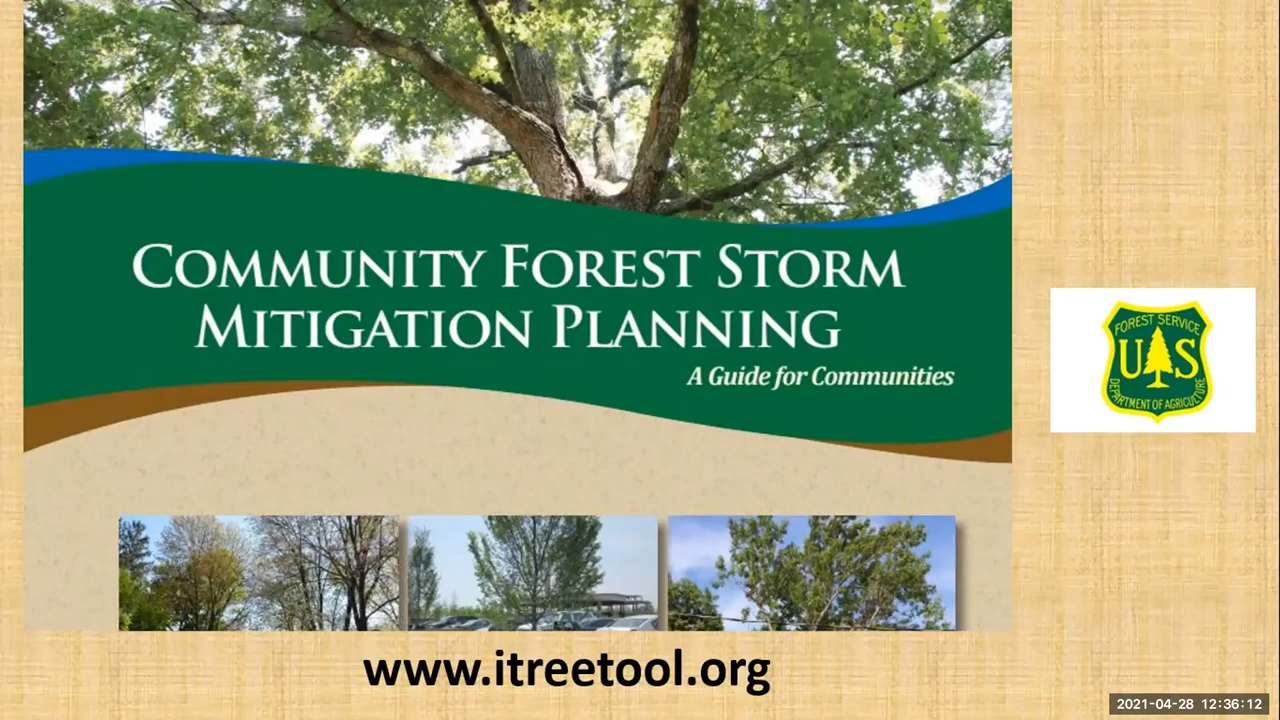 COMMUNITY FOREST STORM
MITIGATION PLANNING
A Guide for Communities
FOREST SERVICE
U S
DEPARTMENT OF AGRICULTURE
www.itreetool.org
2021-04-28 12:36:12